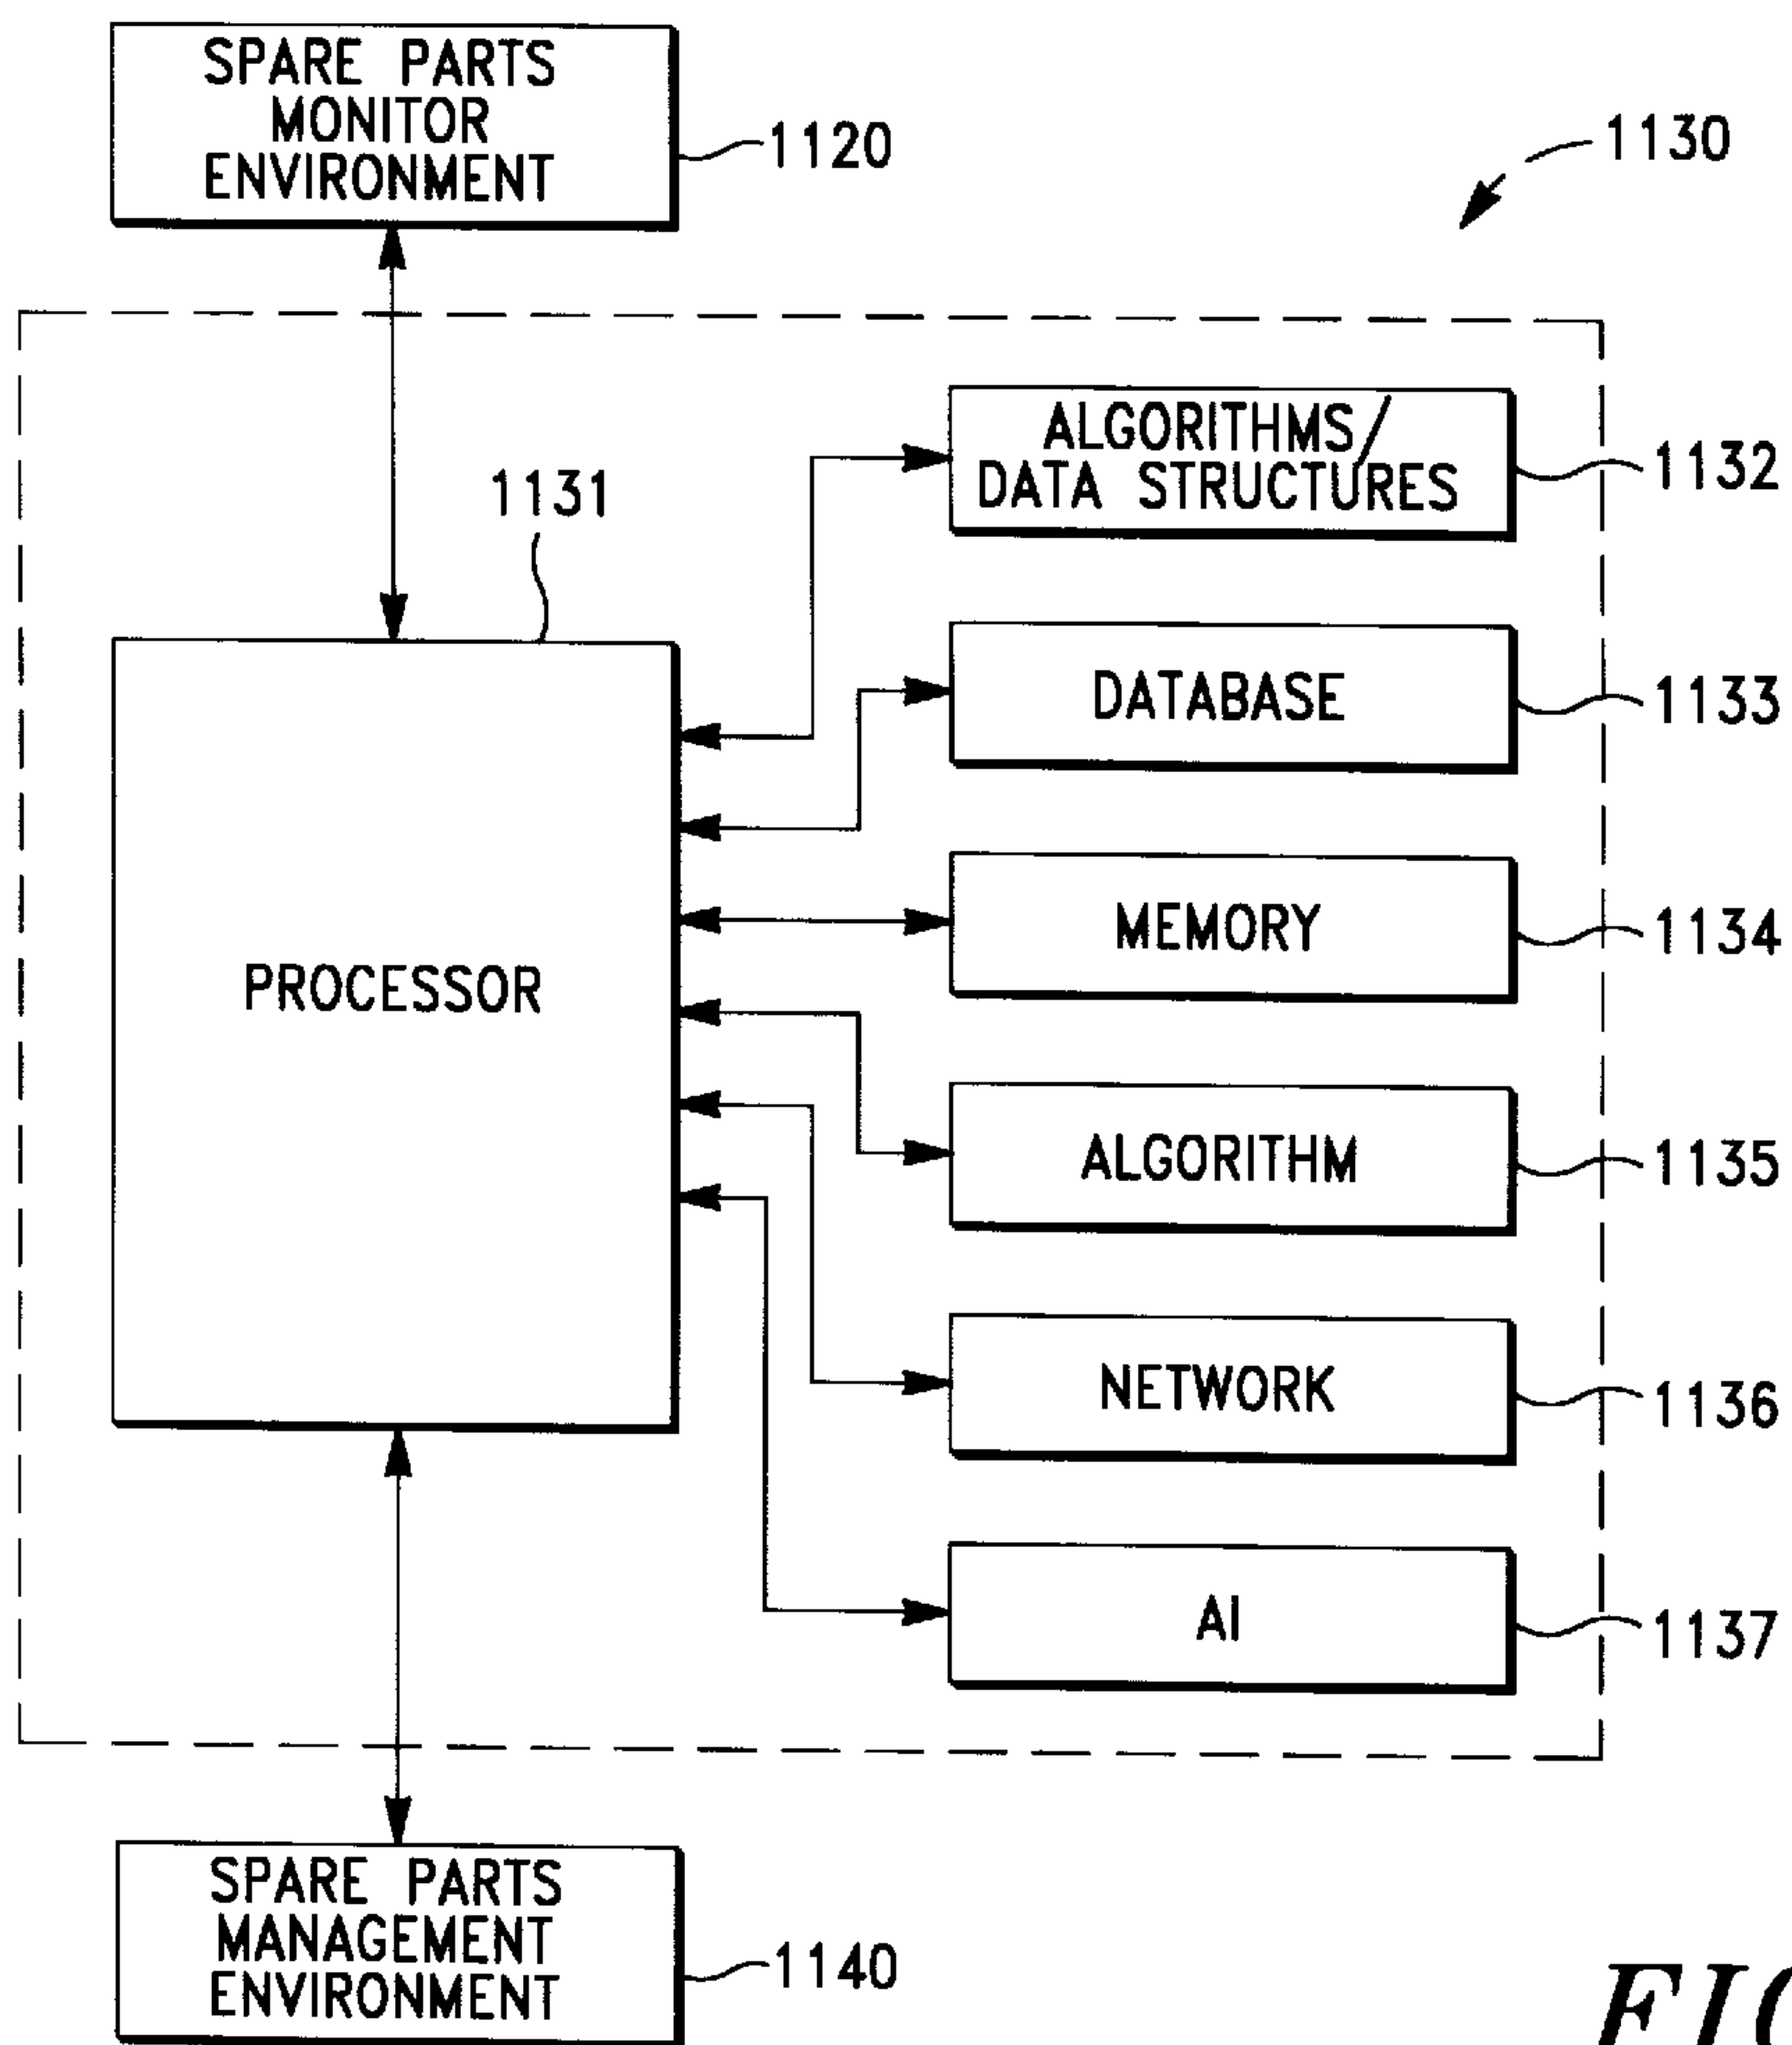 SPARE PARTS
MONITOR
ENVIRONMENT
1120
1130
ALGORITHMS/
DATA STRUCTURES
1132
1131
DATABASE
1133
MEMORY
1134
PROCESSOR
ALGORITHM
1135
NETWORK
1136
AI
1137
SPARE PARTS
MANAGEMENT
ENVIRONMENT
1140